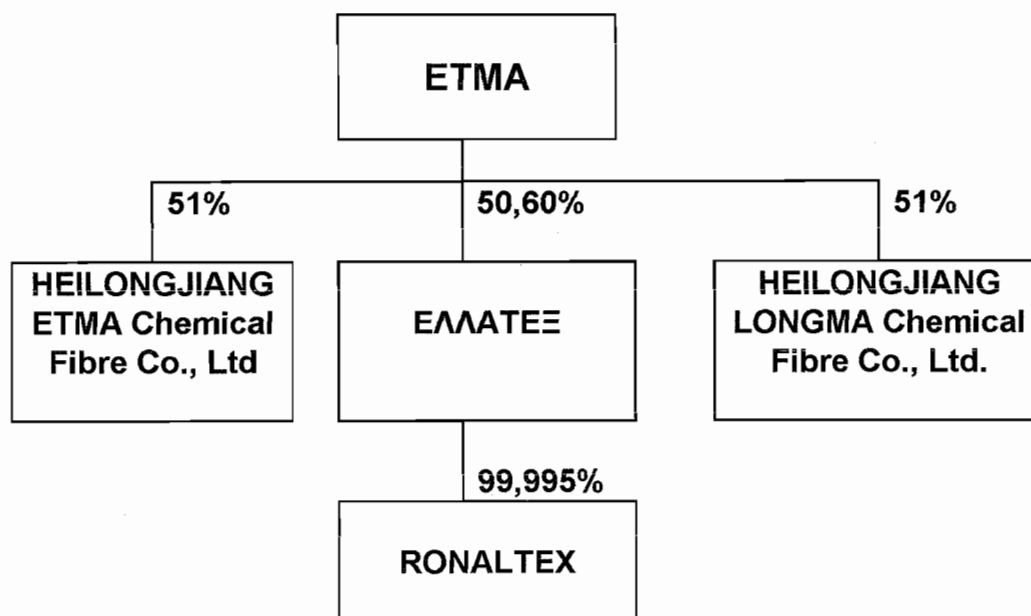 ΕΤΜΑ
51%
50,60%
51%
HEILONGJIANG
ETMA Chemical
Fibre Co., Ltd
ΕΛΛΑΤΕΞ
HEILONGJIANG
LONGMA Chemical
Fibre Co., Ltd.
99,995%
RONALTEX